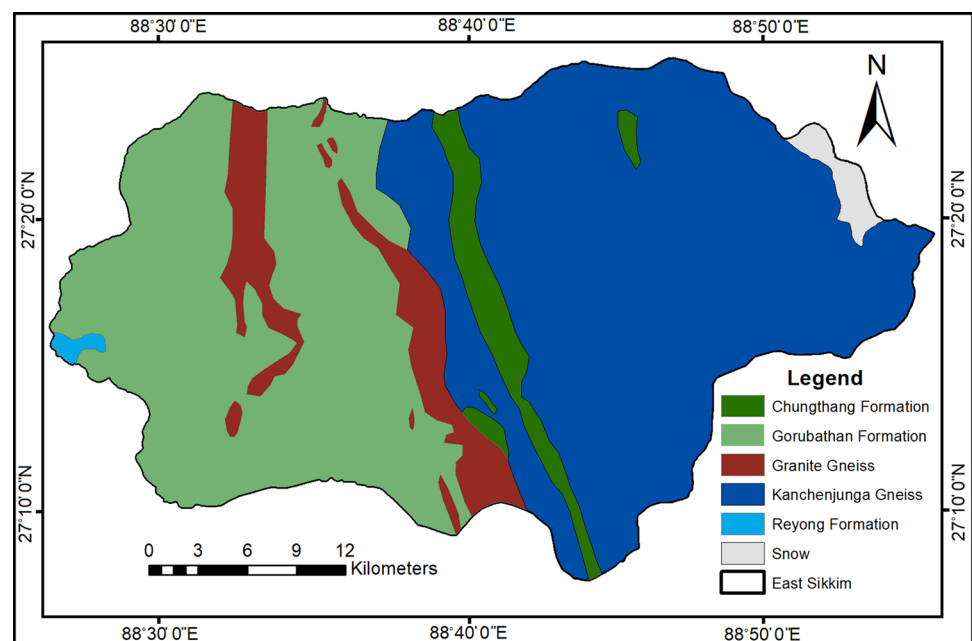 88°30'0"E 88°40'0"E 88°50'0"E
N
27°20'0"N 27°20'0"N
Legend
Chungthang Formation
Gorubathan Formation
Granite Gneiss
Kanchenjunga Gneiss
Reyong Formation
Snow
East Sikkim
27°10'0"N 27°10'0"N
0 3 6 9 12
Kilometers
88°30'0"E 88°40'0"E 88°50'0"E